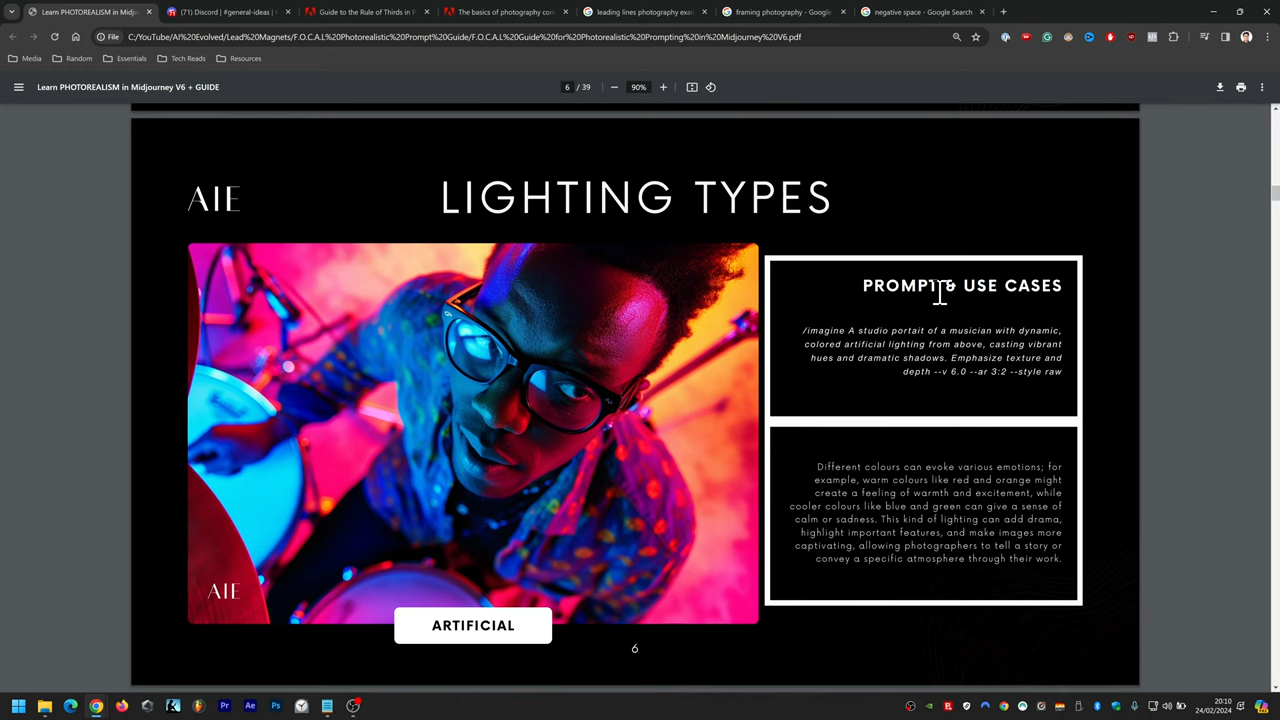 Learn PHOTOREALISM in Midjou
(71) Discord | #general-ideas |
Guide to the Rule of Thirds in P
The basics of photography com
leading lines photography exam
framing photography - Google
negative space - Google Search
File
C:/YouTube/AI%20Evolved/Lead%20Magnets/F.O.C.A.L%20Photorealistic%20Prompt%20Guide/F.O.C.A.L%20Guide%20for%20Photorealistic%20Prompting%20in%20Midjourney%20V6.pdf
Media
Random
Essentials
Tech Reads
Resources
Learn PHOTOREALISM in Midjourney V6 + GUIDE
6 / 39
90%
AIE
LIGHTING TYPES
PROMPT & USE CASES
/imagine A studio portait of a musician with dynamic,
colored artificial lighting from above, casting vibrant
hues and dramatic shadows. Emphasize texture and
depth --v 6.0 --ar 3:2 --style raw
Different colours can evoke various emotions; for
example, warm colours like red and orange might
create a feeling of warmth and excitement, while
cooler colours like blue and green can give a sense of
calm or sadness. This kind of lighting can add drama,
highlight important features, and make images more
captivating, allowing photographers to tell a story or
convey a specific atmosphere through their work.
AIE
ARTIFICIAL
6
Pr
Ae
Ps
20:10
24/02/2024